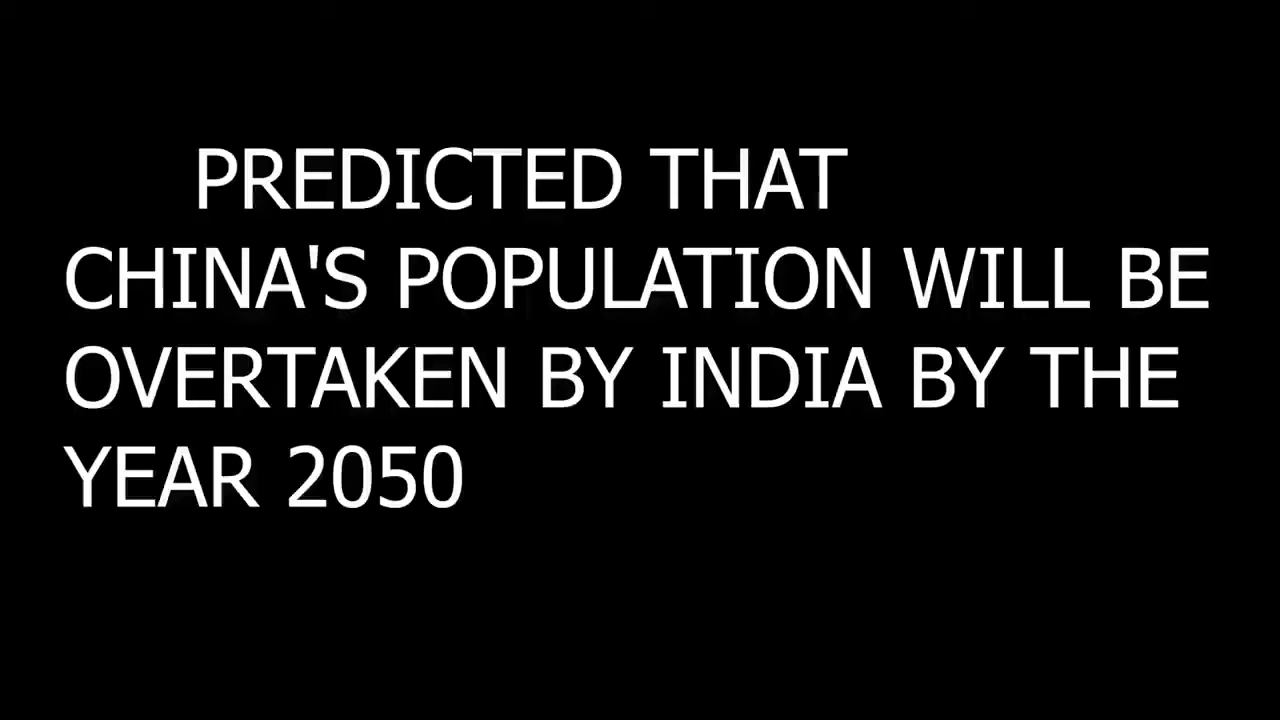 PREDICTED THAT
CHINA'S POPULATION WILL BE
OVERTAKEN BY INDIA BY THE
YEAR 2050